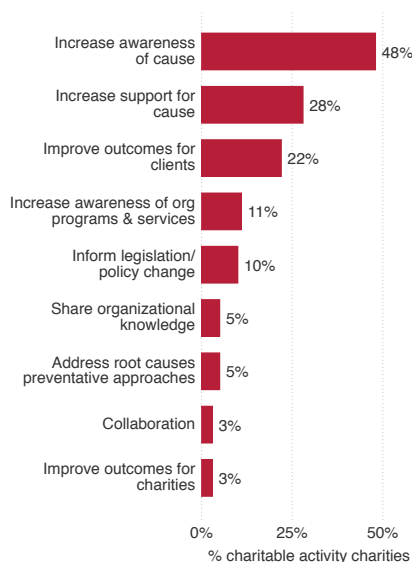 Increase awareness
of cause
48%
Increase support for
cause
28%
Improve outcomes for
clients
22%
Increase awareness of org
programs & services
11%
Inform legislation/
policy change
10%
Share organizational
knowledge
5%
Address root causes
preventative approaches
5%
Collaboration
3%
Improve outcomes for
charities
3%
0% 25% 50%
% charitable activity charities